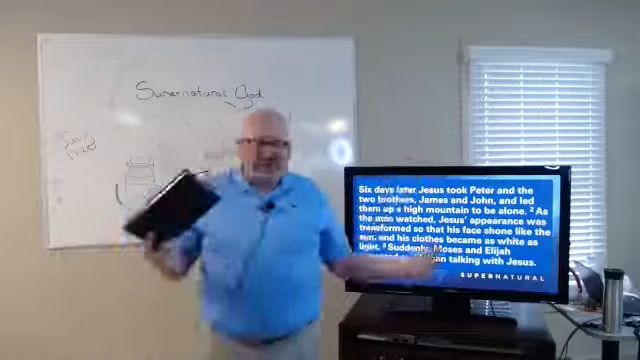 Supernatural God
Six days later Jesus took Peter and the
two brothers, James and John, and led
them up a high mountain to be alone. ² As
the men watched, Jesus' appearance was
transformed so that his face shone like the
sun, and his clothes became as white as
light. ³ Suddenly, Moses and Elijah
talking with Jesus.
SUPERNATURAL